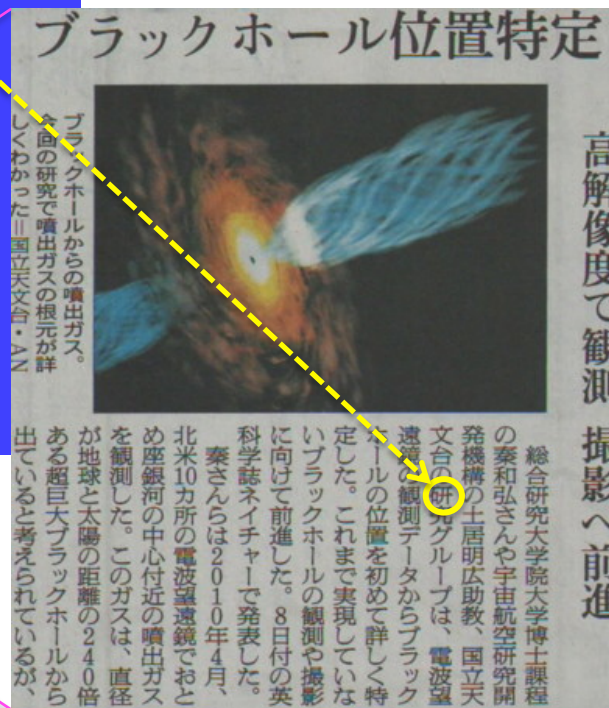 ブラックホール位置特定
高解像度で観測 撮影へ前進
ブラックホールからの噴出ガス。
今回の研究で噴出ガスの根元が詳
しくわかった=国立天文台・AN
総合研究大学院大学博士課程
の秦和弘さんや宇宙航空研究開
発機構の土居明広助教、国立天
文台の研究グループは、電波望
遠鏡の観測データからブラック
ホールの位置を初めて詳しく特
定した。これまで実現していな
いブラックホールの観測や撮影
に向けて前進した。8日付の英
科学誌ネイチャーで発表した。
秦さんらは2010年4月、
北米10カ所の電波望遠鏡でおと
め座銀河の中心付近の噴出ガス
を観測した。このガスは、直径
が地球と太陽の距離の240倍
ある超巨大ブラックホールから
出ていると考えられているが、